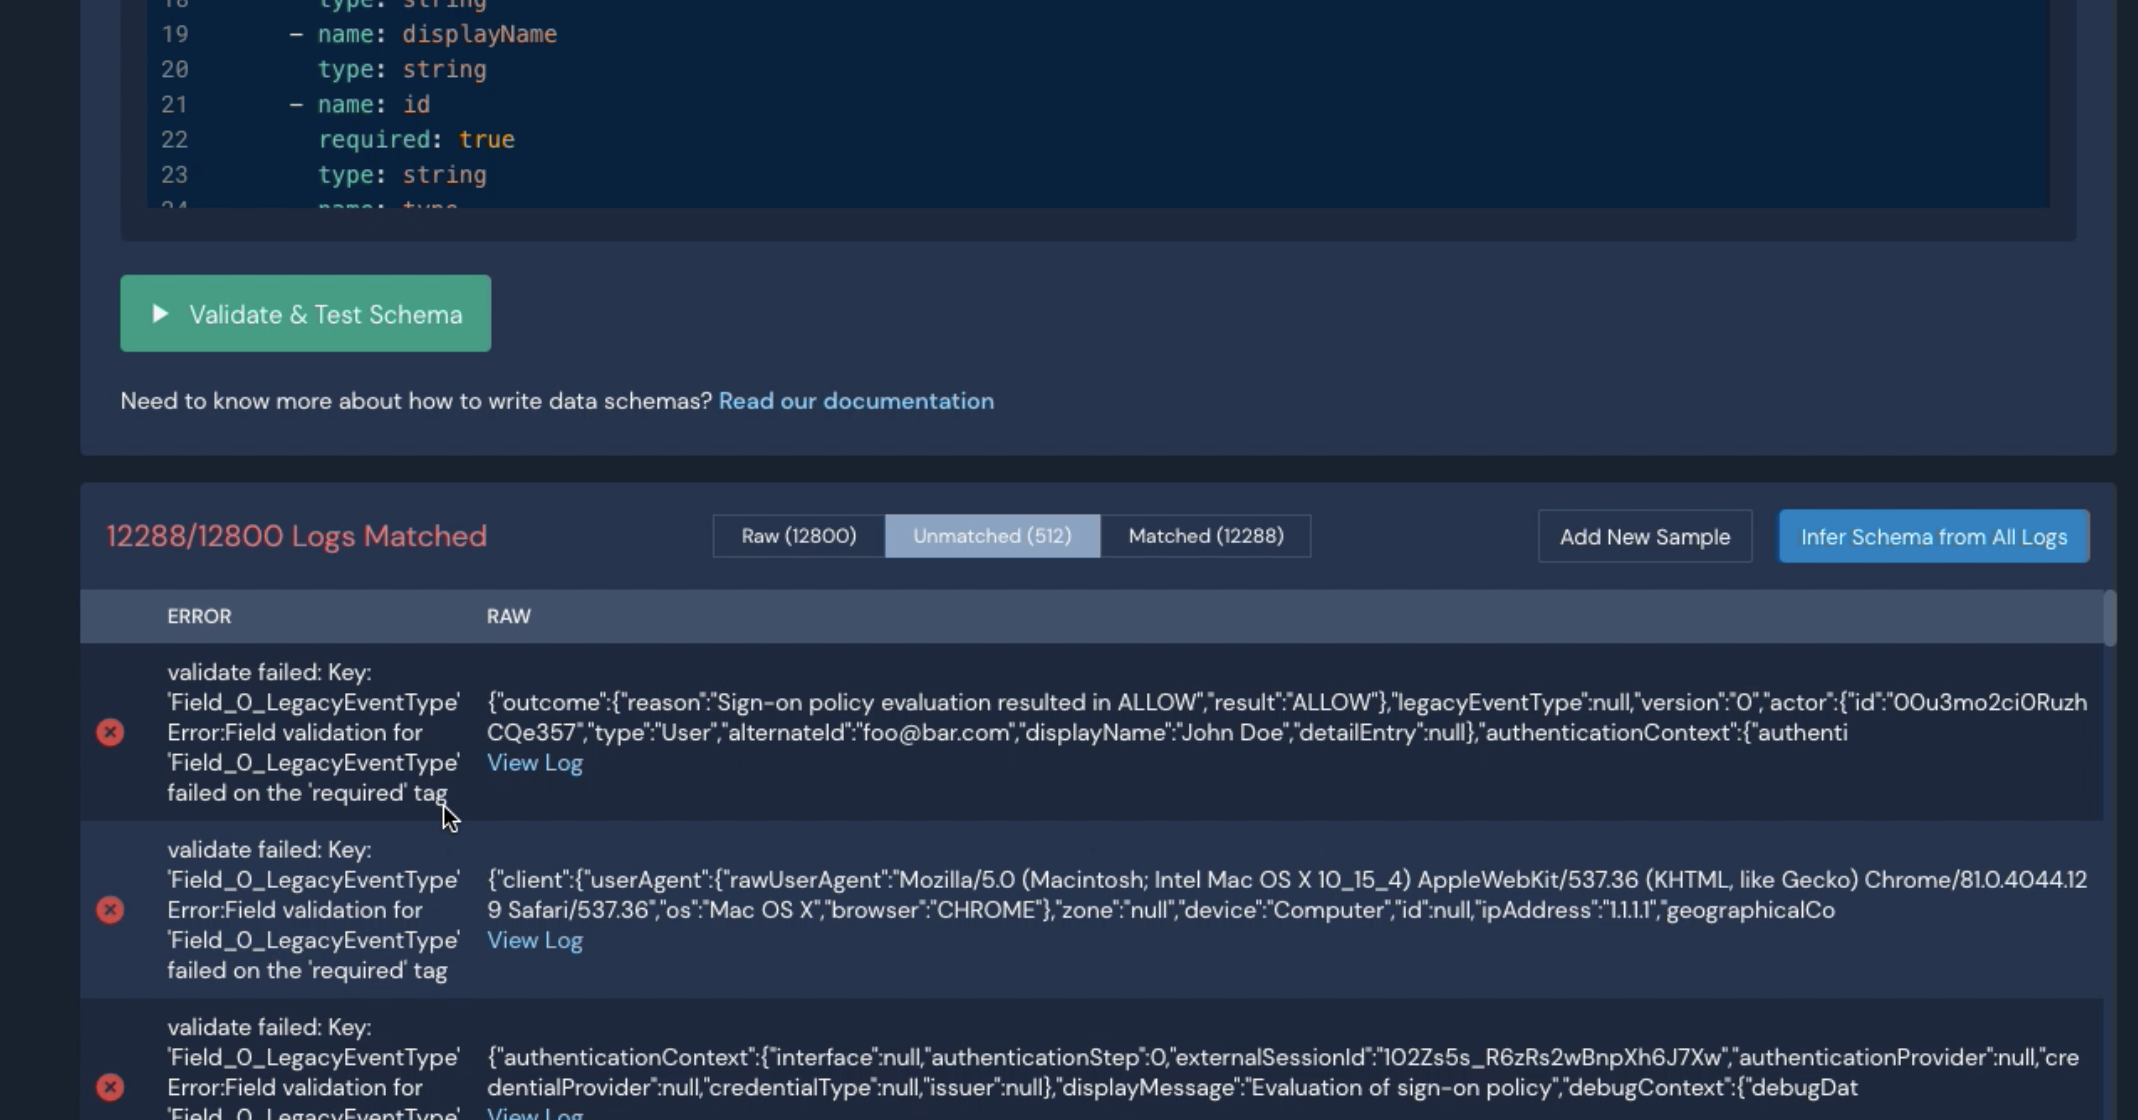 18 type: string
19 - name: displayName
20 type: string
21 - name: id
22 required: true
23 type: string
24 name: type
Validate & Test Schema
Need to know more about how to write data schemas? Read our documentation
12288/12800 Logs Matched
Raw (12800)
Unmatched (512)
Matched (12288)
Add New Sample
Infer Schema from All Logs
ERROR
RAW
validate failed: Key:
'Field_0_LegacyEventType'
Error:Field validation for
'Field_0_LegacyEventType'
failed on the 'required' tag
{"outcome":{"reason":"Sign-on policy evaluation resulted in ALLOW","result":"ALLOW"},"legacyEventType":null,"version":"0","actor":{"id":"00u3mo2ci0Ruzh
CQe357","type":"User","alternateId":"foo@bar.com","displayName":"John Doe","detailEntry":null},"authenticationContext":{"authenti
View Log
validate failed: Key:
'Field_0_LegacyEventType'
Error:Field validation for
'Field_0_LegacyEventType'
failed on the 'required' tag
{"client":{"userAgent":{"rawUserAgent":"Mozilla/5.0 (Macintosh; Intel Mac OS X 10_15_4) AppleWebKit/537.36 (KHTML, like Gecko) Chrome/81.0.4044.12
9 Safari/537.36","os":"Mac OS X","browser":"CHROME"},"zone":"null","device":"Computer","id":null,"ipAddress":"1.1.1.1","geographicalCo
View Log
validate failed: Key:
'Field_0_LegacyEventType'
Error:Field validation for
'Field_0_LegacyEventType'
{"authenticationContext":{"interface":null,"authenticationStep":0,"externalSessionId":"102Zs5s_R6zRs2wBnpXh6J7Xw","authenticationProvider":null,"cre
dentialProvider":null,"credentialType":null,"issuer":null},"displayMessage":"Evaluation of sign-on policy","debugContext":{"debugDat
View Log